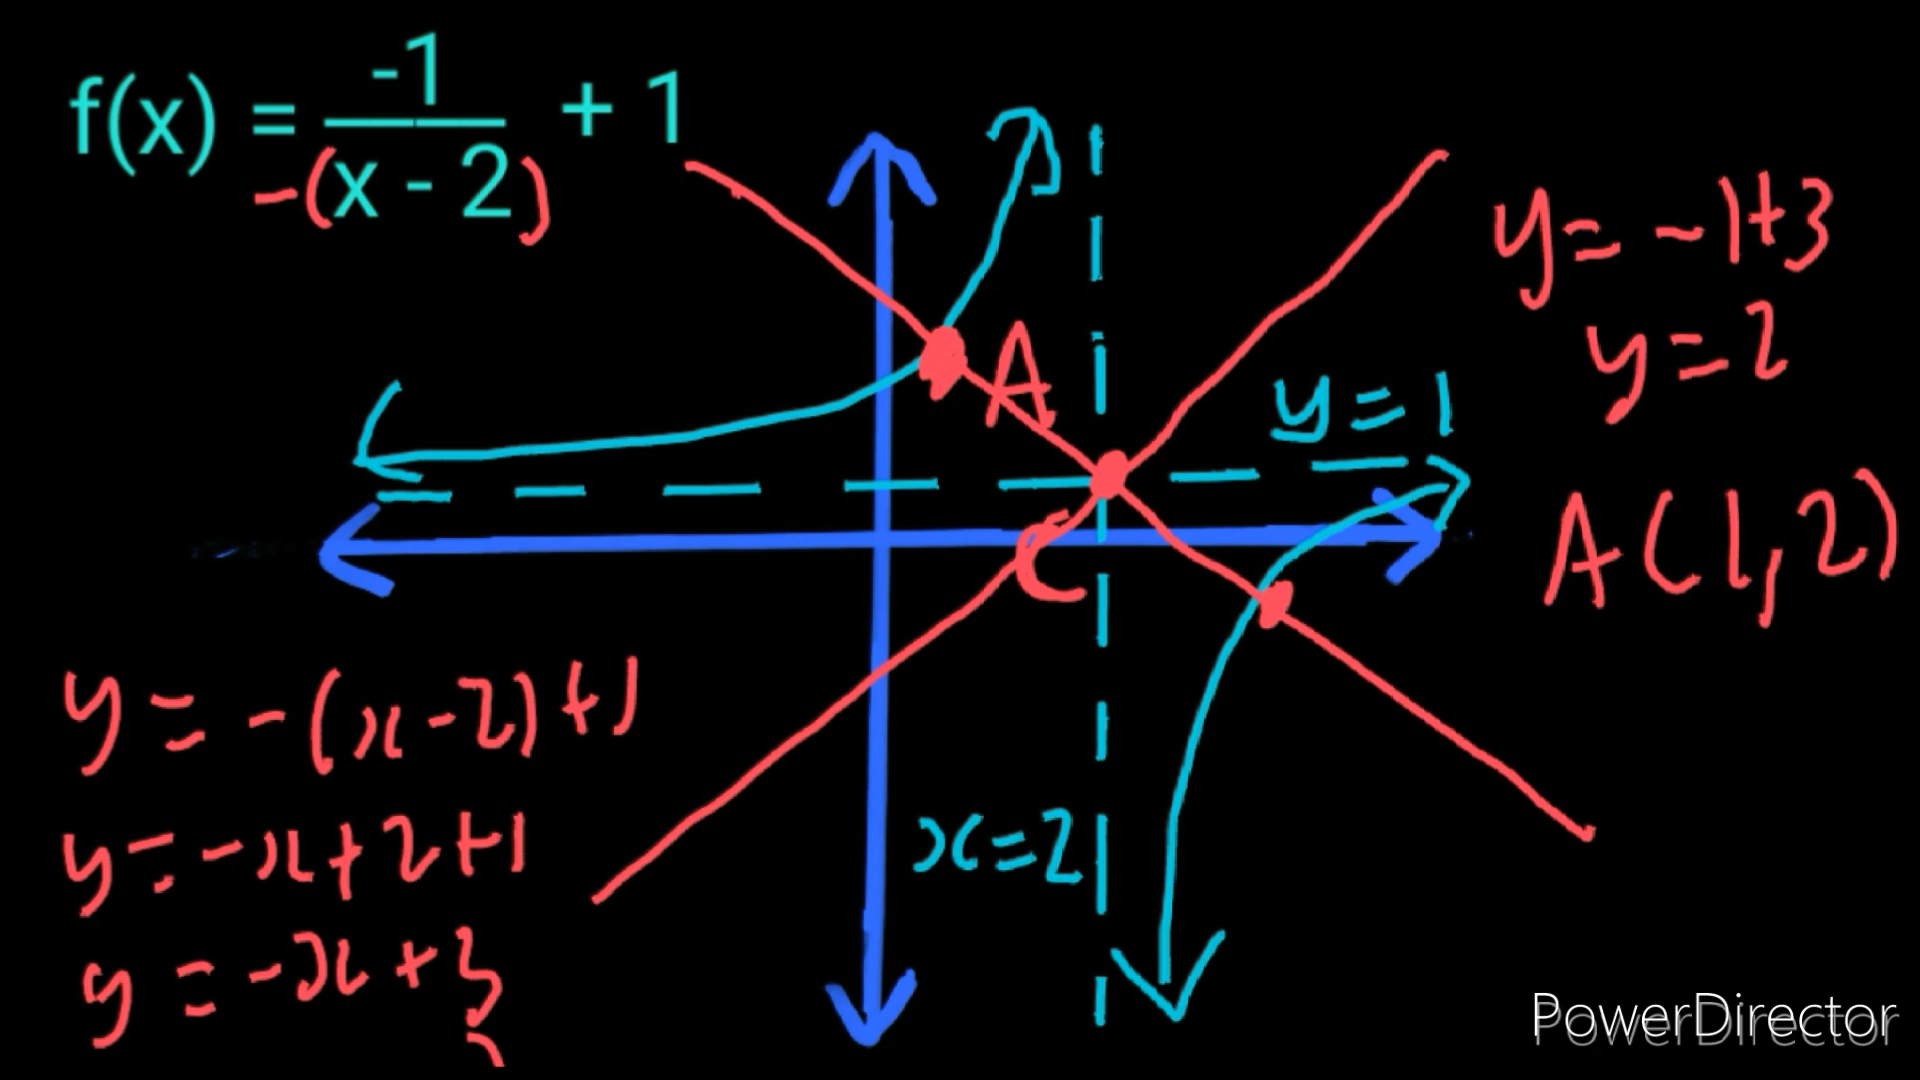 f(x) = -1/-(x - 2) + 1
y = -1+3
y = 2
A
y = 1
A(1,2)
C
y = -(x-2)+1
y = -x+2+1
y = -x+3
x=2
PowerDirector